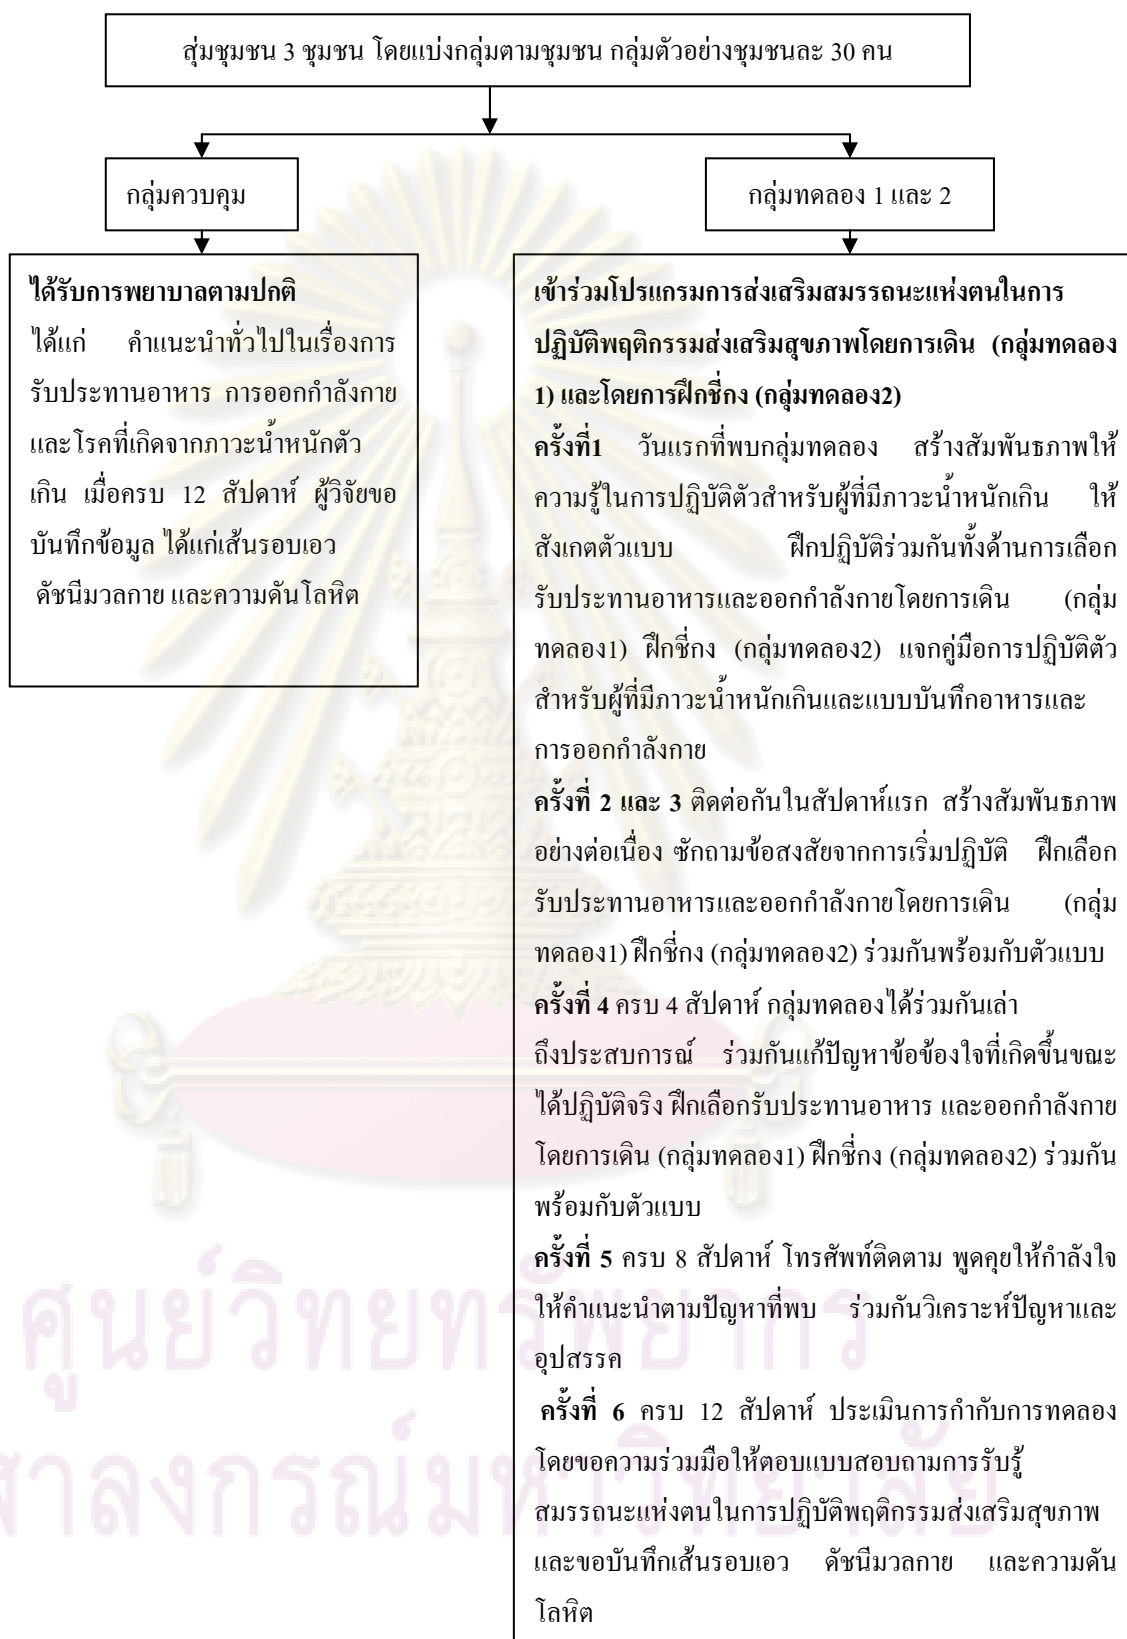 สุ่มชุมชน 3 ชุมชน โดยแบ่งกลุ่มตามชุมชน กลุ่มตัวอย่างชุมชนละ 30 คน
กลุ่มควบคุม
กลุ่มทดลอง 1 และ 2
ได้รับการพยาบาลตามปกติ
ได้แก่ คำแนะนำทั่วไปในเรื่องการ
รับประทานอาหาร การออกกำลังกาย
และโรคที่เกิดจากภาวะน้ำหนักตัว
เกิน เมื่อครบ 12 สัปดาห์ ผู้วิจัยขอ
บันทึกข้อมูล ได้แก่เส้นรอบเอว
ดัชนีมวลกาย และความดันโลหิต
เข้าร่วมโปรแกรมการส่งเสริมสมรรถนะแห่งตนในการ
ปฏิบัติพฤติกรรมส่งเสริมสุขภาพโดยการเดิน (กลุ่มทดลอง
1) และโดยการฝึกชี่กง (กลุ่มทดลอง2)
ครั้งที่1 วันแรกที่พบกลุ่มทดลอง สร้างสัมพันธภาพให้
ความรู้ในการปฏิบัติตัวสำหรับผู้ที่มีภาวะน้ำหนักเกิน ให้
สังเกตตัวแบบ ฝึกปฏิบัติร่วมกันทั้งด้านการเลือก
รับประทานอาหารและออกกำลังกายโดยการเดิน (กลุ่ม
ทดลอง1) ฝึกชี่กง (กลุ่มทดลอง2) แจกคู่มือการปฏิบัติตัว
สำหรับผู้ที่มีภาวะน้ำหนักเกินและแบบบันทึกอาหารและ
การออกกำลังกาย
ครั้งที่ 2 และ 3 ติดต่อกันในสัปดาห์แรก สร้างสัมพันธภาพ
อย่างต่อเนื่อง ซักถามข้อสงสัยจากการเริ่มปฏิบัติ ฝึกเลือก
รับประทานอาหารและออกกำลังกายโดยการเดิน (กลุ่ม
ทดลอง1) ฝึกชี่กง (กลุ่มทดลอง2) ร่วมกันพร้อมกับตัวแบบ
ครั้งที่ 4 ครบ 4 สัปดาห์ กลุ่มทดลองได้ร่วมกันเล่า
ถึงประสบการณ์ ร่วมกันแก้ปัญหาข้อข้องใจที่เกิดขึ้นขณะ
ได้ปฏิบัติจริง ฝึกเลือกรับประทานอาหาร และออกกำลังกาย
โดยการเดิน (กลุ่มทดลอง1) ฝึกชี่กง (กลุ่มทดลอง2) ร่วมกัน
พร้อมกับตัวแบบ
ครั้งที่ 5 ครบ 8 สัปดาห์ โทรศัพท์ติดตาม พูดคุยให้กำลังใจ
ให้คำแนะนำตามปัญหาที่พบ ร่วมกันวิเคราะห์ปัญหาและ
อุปสรรค
ครั้งที่ 6 ครบ 12 สัปดาห์ ประเมินการกำกับการทดลอง
โดยขอความร่วมมือให้ตอบแบบสอบถามการรับรู้
สมรรถนะแห่งตนในการปฏิบัติพฤติกรรมส่งเสริมสุขภาพ
และขอบันทึกเส้นรอบเอว ดัชนีมวลกาย และความดัน
โลหิต
ศูนย์วิทยทรัพยากร
ฬาลงกรณ์มหาวิทยาลัย